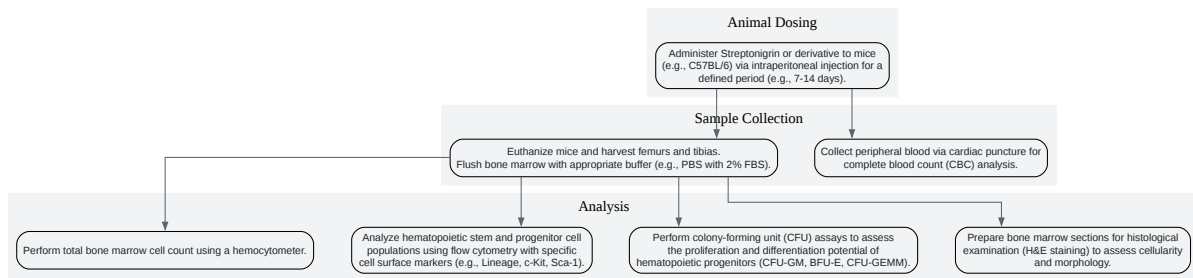 Animal Dosing
Administer Streptonigrin or derivative to mice
(e.g., C57BL/6) via intraperitoneal injection for a
defined period (e.g., 7-14 days).
Sample Collection
Euthanize mice and harvest femurs and tibias.
Flush bone marrow with appropriate buffer (e.g., PBS with 2% FBS).
Collect peripheral blood via cardiac puncture for
complete blood count (CBC) analysis.
Analysis
Perform total bone marrow cell count using a hemocytometer.
Analyze hematopoietic stem and progenitor cell
populations using flow cytometry with specific
cell surface markers (e.g., Lineage, c-Kit, Sca-1).
Perform colony-forming unit (CFU) assays to assess
the proliferation and differentiation potential of
hematopoietic progenitors (CFU-GM, BFU-E, CFU-GEMM).
Prepare bone marrow sections for histological
examination (H&E staining) to assess cellularity
and morphology.